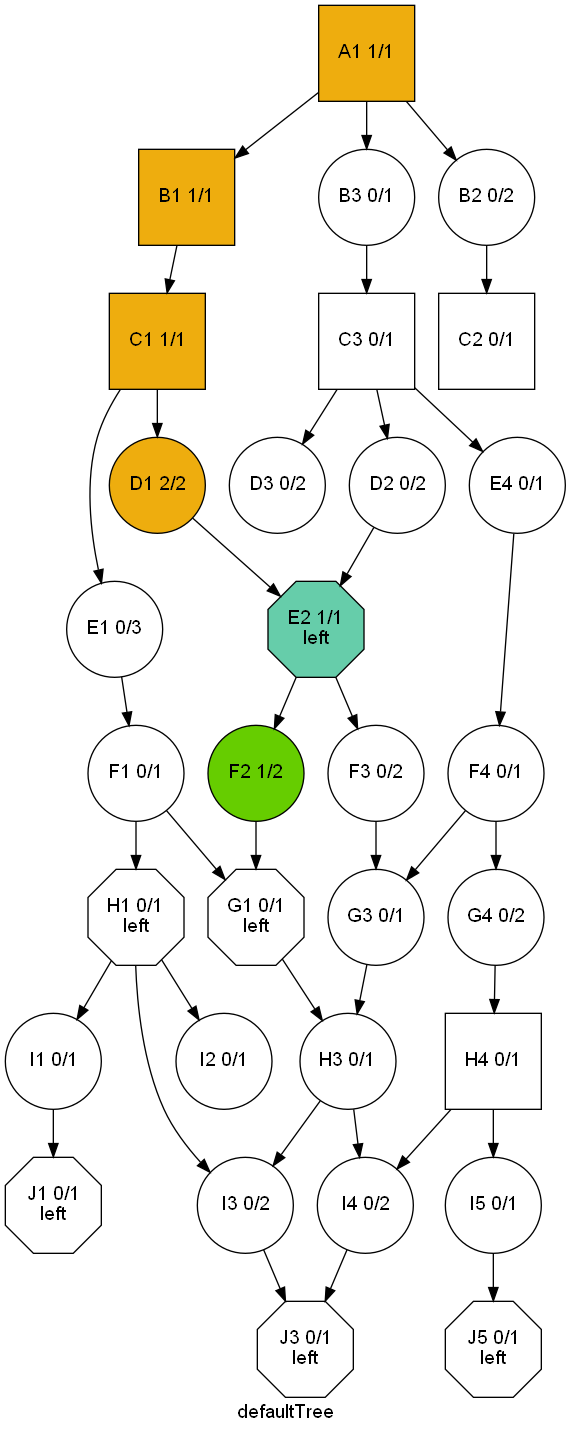 A1 1/1
B1 1/1
B3 0/1
B2 0/2
C1 1/1
C3 0/1
C2 0/1
D1 2/2
D3 0/2
D2 0/2
E4 0/1
E1 0/3
E2 1/1
left
F1 0/1
F2 1/2
F3 0/2
F4 0/1
H1 0/1
left
G1 0/1
left
G3 0/1
G4 0/2
I1 0/1
I2 0/1
H3 0/1
H4 0/1
J1 0/1
left
I3 0/2
I4 0/2
I5 0/1
J3 0/1
left
J5 0/1
left
defaultTree